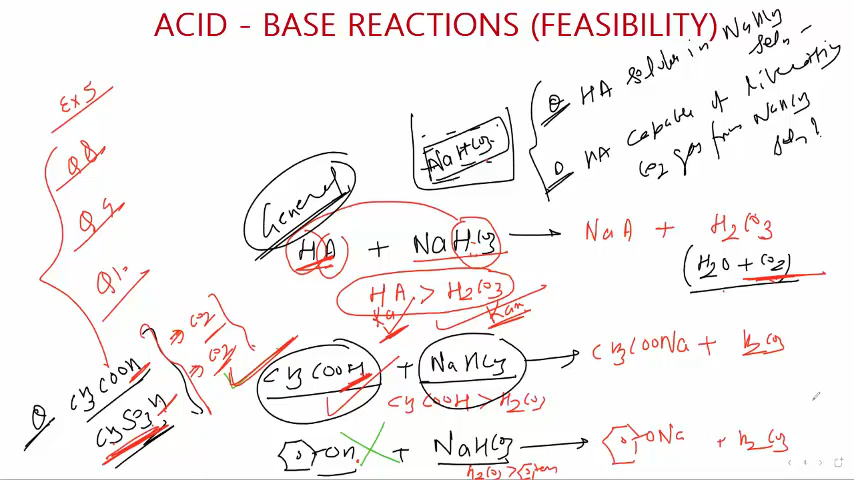 ACID - BASE REACTIONS (FEASIBILITY)
HA soluble in NaHCO3 soln -
HA capable of liberating CO2 gas from NaHCO3 soln?
Ex 5
Q8
Q9
Q10
NaHCO3
General
HA + NaHCO3 → NaA + H2CO3
(H2O + CO2)
HA > H2CO3
Ka
⇒ CO2
⇒ CO2
Q CH3COOH
CH3SO3H
CH3COOH + NaHCO3 → CH3COONa + H2CO3
CH3COOH > H2CO3
OH + NaHCO3 → ONa + H2CO3